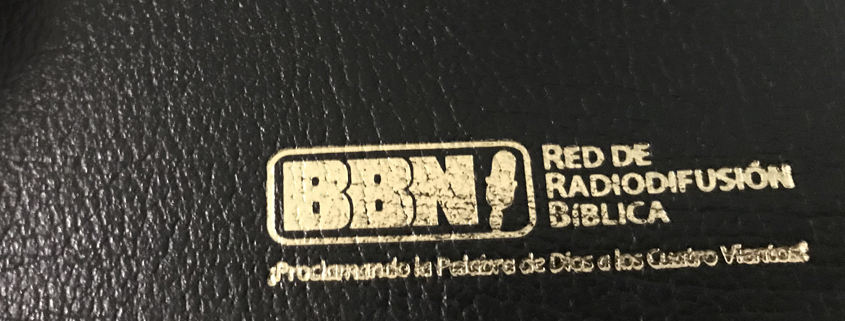 BBN
RED DE
RADIODIFUSIÓN
BÍBLICA
¡Proclamando la Palabra de Dios a los Cuatro Vientos!